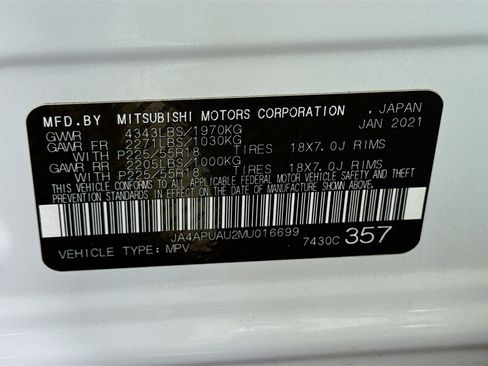 MFD.BY MITSUBISHI MOTORS CORPORATION , JAPAN
GVWR 4343LBS/1970KG JAN 2021
GAWR FR 2271LBS/1030KG
WITH P225/55R18 TIRES 18X7.0J RIMS
GAWR RR 2205LBS/1000KG
WITH P225/55R18 TIRES 18X7.0J RIMS
THIS VEHICLE CONFORMS TO ALL APPLICABLE FEDERAL MOTOR VEHICLE SAFETY, BUMPER, AND THEFT
PREVENTION STANDARDS IN EFFECT ON THE DATE OF MANUFACTURE SHOWN ABOVE.
JA4APUAU2MU016699
VEHICLE TYPE: MPV 7430C 357